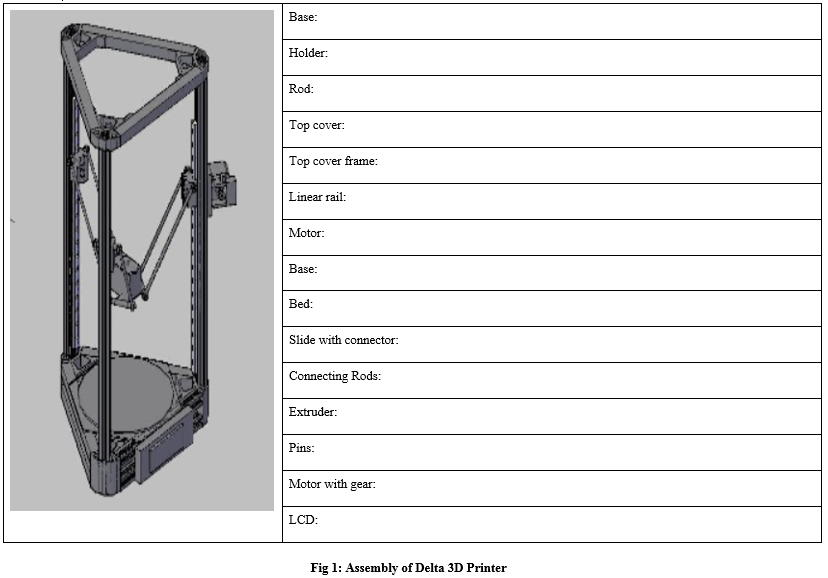 Base:
Holder:
Rod:
Top cover:
Top cover frame:
Linear rail:
Motor:
Base:
Bed:
Slide with connector:
Connecting Rods:
Extruder:
Pins:
Motor with gear:
LCD:
Fig 1: Assembly of Delta 3D Printer